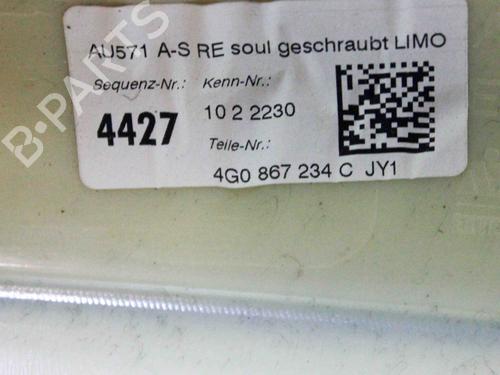 AU571 A-S RE soul geschraubt LIMO
Sequenz-Nr.: Kenn-Nr.:
4427 10 2 2230
Teile-Nr.:
4G0 867 234 C JY1
B-PARTS